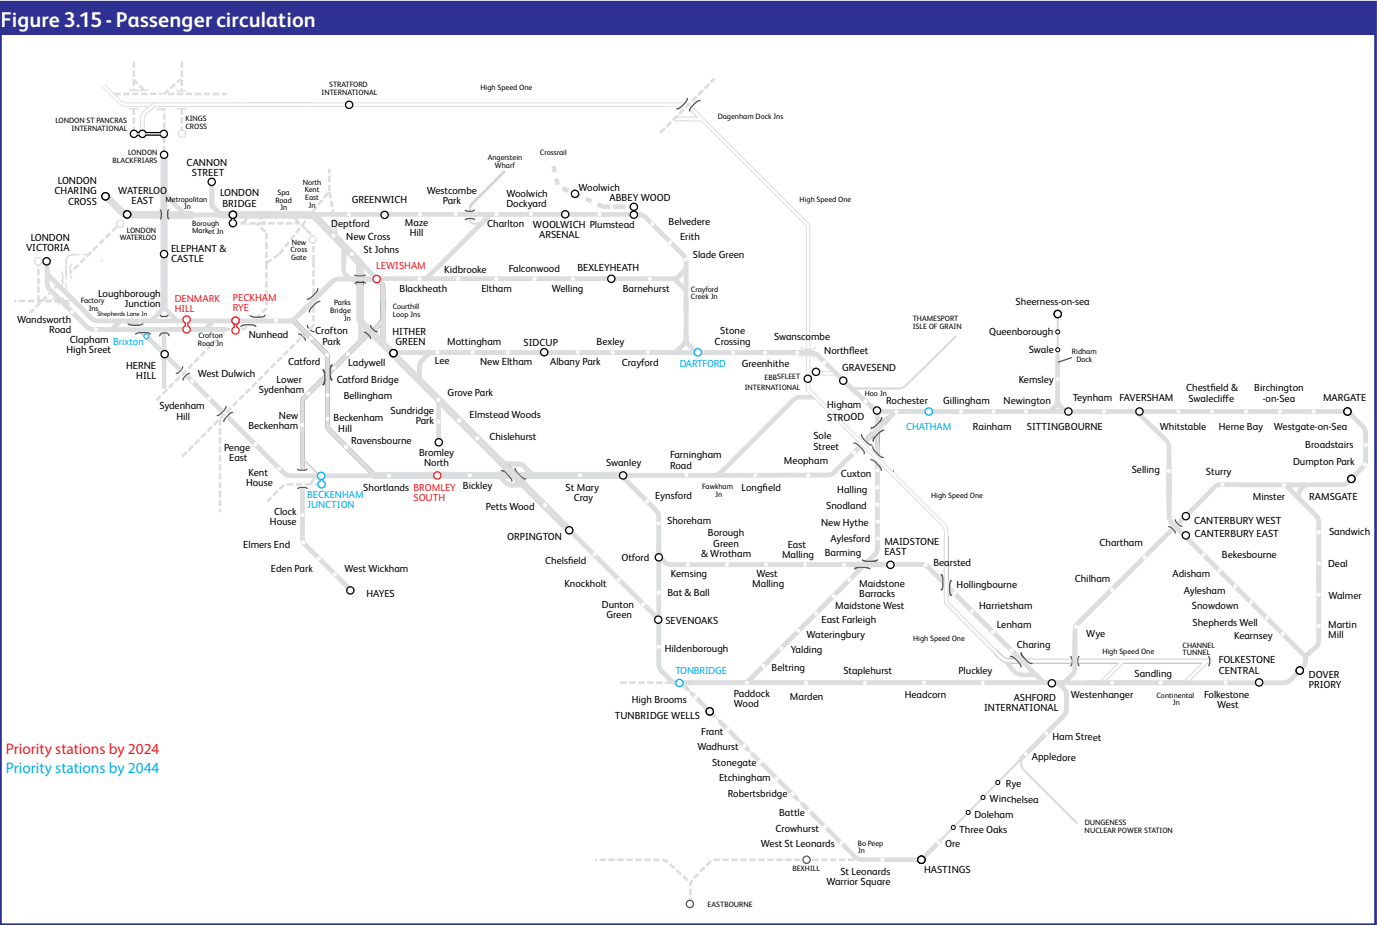 Figure 3.15 - Passenger circulation
STRATFORD
INTERNATIONAL
High Speed One
Dagenham Dock Jns
LONDON ST PANCRAS
INTERNATIONAL
KINGS
CROSS
LONDON
BLACKFRIARS
CANNON
STREET
Angerstein
Wharf
Crossrail
LONDON
CHARING
CROSS
WATERLOO
EAST
Metropolitan
Jn
LONDON
BRIDGE
Spa
Road
Jn
North
Kent
East
Jn
GREENWICH
Westcombe
Park
Woolwich
Dockyard
Woolwich
ABBEY WOOD
High Speed One
LONDON
WATERLOO
Borough
Market Jn
Deptford
Maze
Hill
Charlton
WOOLWICH
ARSENAL
Plumstead
Belvedere
Erith
Slade Green
LONDON
VICTORIA
ELEPHANT &
CASTLE
New
Cross
Gate
New Cross
St Johns
LEWISHAM
Kidbrooke
Falconwood
BEXLEYHEATH
Blackheath
Eltham
Welling
Barnehurst
Crayford
Creek Jn
Factory
Jns
Loughborough
Junction
Shepherds Lane Jn
DENMARK
HILL
PECKHAM
RYE
Parks
Bridge
Jn
Courthill
Loop Jns
Wandsworth
Road
Clapham
High Sreet
Brixton
Crofton
Road Jn
Nunhead
Crofton
Park
HITHER
GREEN
Mottingham
SIDCUP
Bexley
Stone
Crossing
Swanscombe
Lee
New Eltham
Albany Park
Crayford
DARTFORD
Greenhithe
Northfleet
EBBSFLEET
INTERNATIONAL
GRAVESEND
THAMESPORT
ISLE OF GRAIN
Sheerness-on-sea
Queenborough
Swale
Ridham
Dock
Kemsley
HERNE
HILL
West Dulwich
Catford
Ladywell
Lower
Sydenham
Catford Bridge
Bellingham
Grove Park
Sydenham
Hill
New
Beckenham
Beckenham
Hill
Ravensbourne
Sundridge
Park
Elmstead Woods
Chislehurst
Bromley
North
Hoo Jn
Higham
STROOD
Rochester
CHATHAM
Gillingham
Rainham
Newington
SITTINGBOURNE
Teynham
FAVERSHAM
Chestfield &
Swalecliffe
Birchington
-on-Sea
MARGATE
Whitstable
Herne Bay
Westgate-on-Sea
Broadstairs
Dumpton Park
RAMSGATE
Penge
East
Kent
House
BECKENHAM
JUNCTION
Shortlands
BROMLEY
SOUTH
Bickley
St Mary
Cray
Swanley
Farningham
Road
Fawkham
Jn
Longfield
Meopham
Sole
Street
Cuxton
Halling
Snodland
New Hythe
Aylesford
Barming
High Speed One
Selling
Sturry
Minster
CANTERBURY WEST
CANTERBURY EAST
Sandwich
Clock
House
Elmers End
Eden Park
West Wickham
HAYES
Petts Wood
ORPINGTON
Chelsfield
Knockholt
Dunton
Green
Eynsford
Shoreham
Otford
Borough
Green
& Wrotham
East
Malling
Kemsing
West
Malling
Bat & Ball
SEVENOAKS
Hildenborough
MAIDSTONE
EAST
Bearsted
Hollingbourne
Harrietsham
Lenham
Charing
Maidstone
Barracks
Maidstone West
East Farleigh
Wateringbury
Yalding
Beltring
High Speed One
Chartham
Chilham
Wye
Bekesbourne
Adisham
Aylesham
Snowdown
Shepherds Well
Kearnsey
Deal
Walmer
Martin
Mill
TONBRIDGE
Staplehurst
Pluckley
Paddock
Wood
Marden
Headcorn
ASHFORD
INTERNATIONAL
High Speed One
CHANNEL
TUNNEL
Westenhanger
Sandling
Continental
Jn
Folkestone
West
FOLKESTONE
CENTRAL
DOVER
PRIORY
High Brooms
TUNBRIDGE WELLS
Frant
Wadhurst
Stonegate
Etchingham
Robertsbridge
Battle
Crowhurst
West St Leonards
Bo Peep
Jn
BEXHILL
St Leonards
Warrior Square
HASTINGS
EASTBOURNE
Ham Street
Appledore
Rye
Winchelsea
Doleham
Three Oaks
Ore
DUNGENESS
NUCLEAR POWER STATION
Priority stations by 2024
Priority stations by 2044